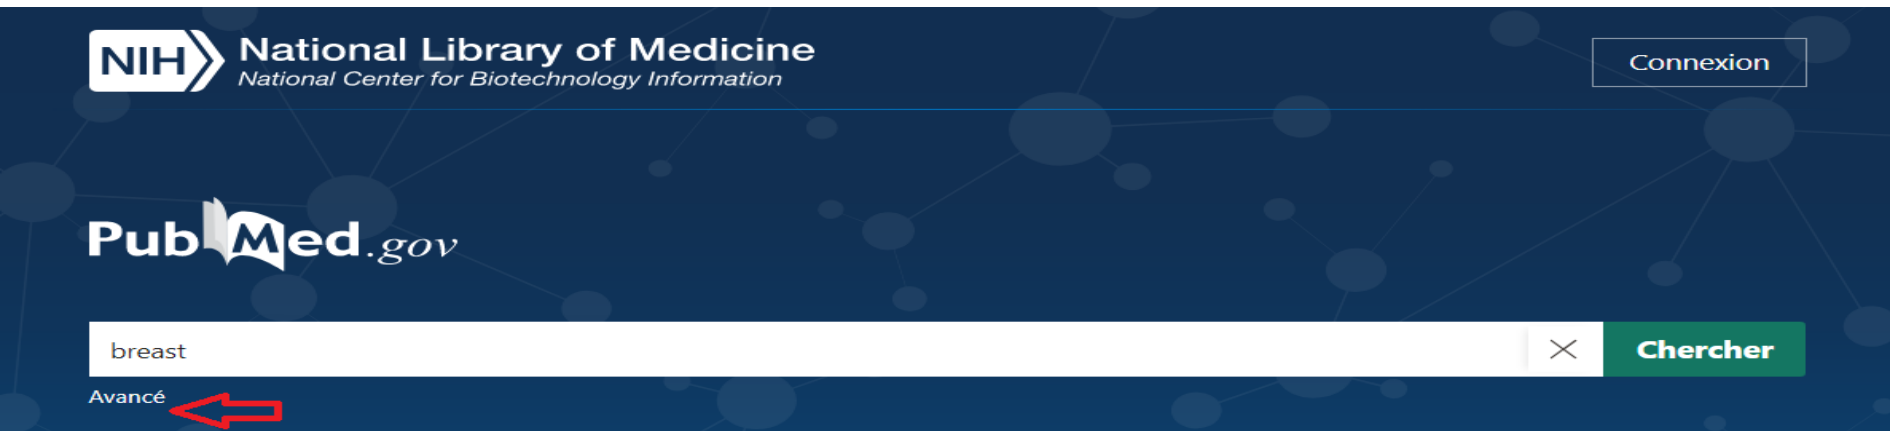 NIH
National Library of Medicine
National Center for Biotechnology Information
Connexion
PubMed.gov
breast
Chercher
Avancé